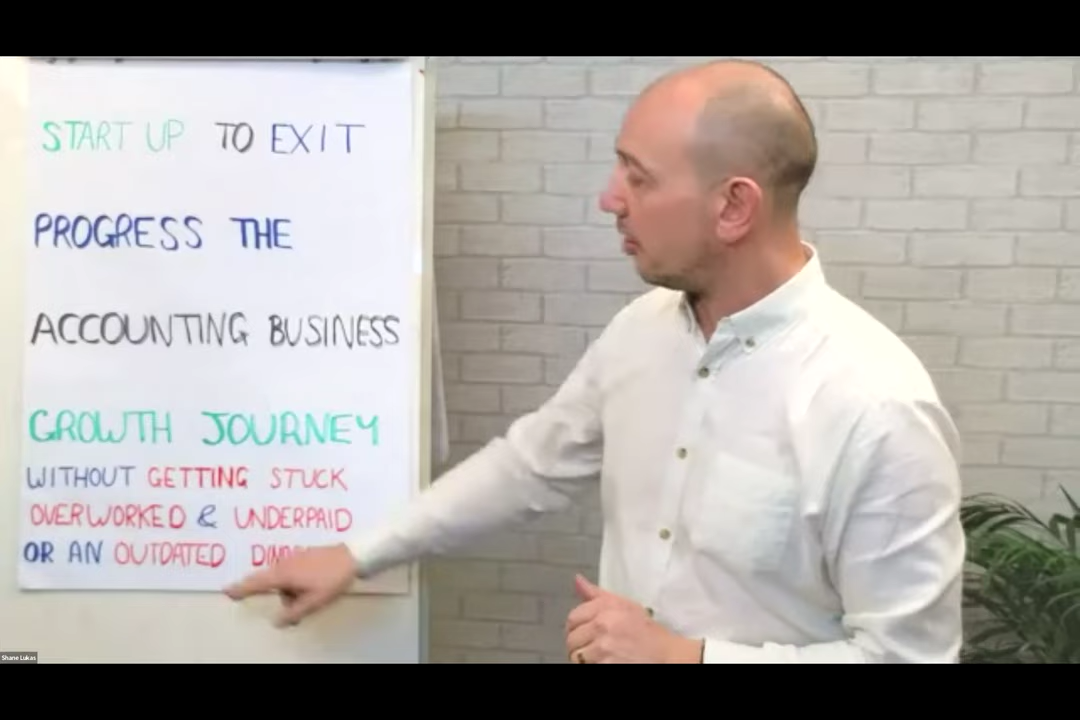 START UP TO EXIT
PROGRESS THE
ACCOUNTING BUSINESS
GROWTH JOURNEY
WITHOUT GETTING STUCK
OVERWORKED & UNDERPAID
OR AN OUTDATED
Shane Lukas